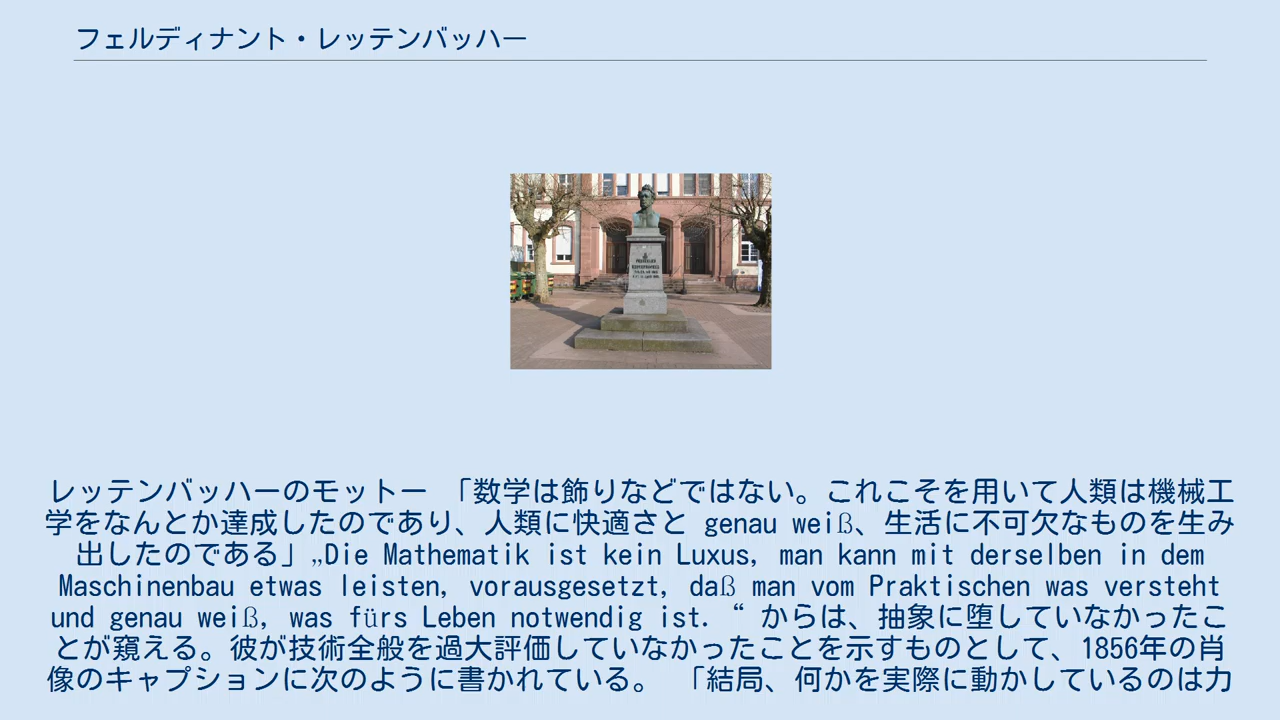 フェルディナント・レッテンバッハー
レッテンバッハーのモットー 「数学は飾りなどではない。これこそを用いて人類は機械工
学をなんとか達成したのであり、人類に快適さと genau weiß、生活に不可欠なものを生み
出したのである」„Die Mathematik ist kein Luxus, man kann mit derselben in dem
Maschinenbau etwas leisten, vorausgesetzt, daß man vom Praktischen was versteht
und genau weiß, was fürs Leben notwendig ist. “ からは、抽象に堕していなかったこ
とが窺える。彼が技術全般を過大評価していなかったことを示すものとして、1856年の肖
像のキャプションに次のように書かれている。 「結局、何かを実際に動かしているのは力